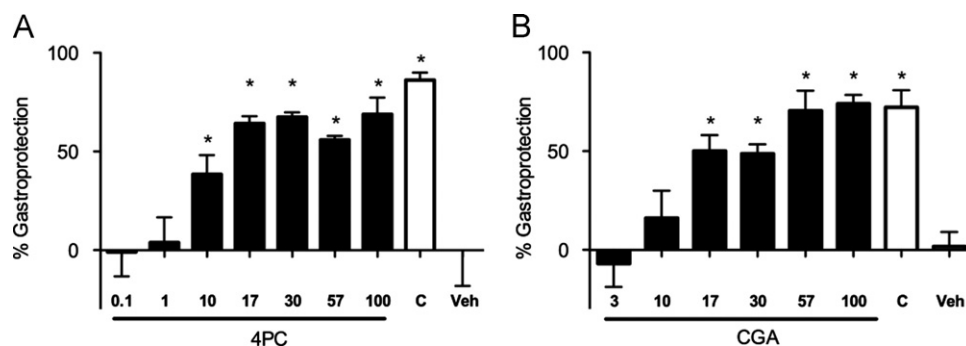 A
% Gastroprotection
100
50
0
* * * * * *
0.1 1 10 17 30 57 100 C Veh
4PC
B
% Gastroprotection
100
50
0
* * * * *
3 10 17 30 57 100 C Veh
CGA